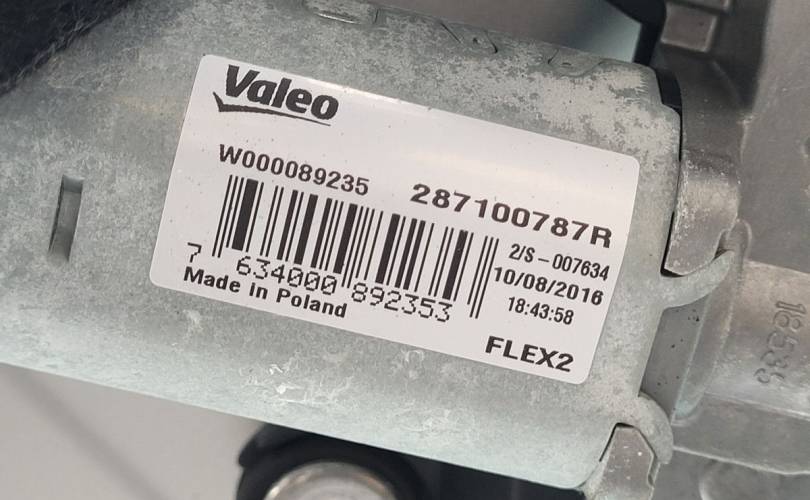 Valeo
W000089235 287100787R
2/S-007634
7 634000 892353 10/08/2016
Made in Poland 18:43:58
FLEX2